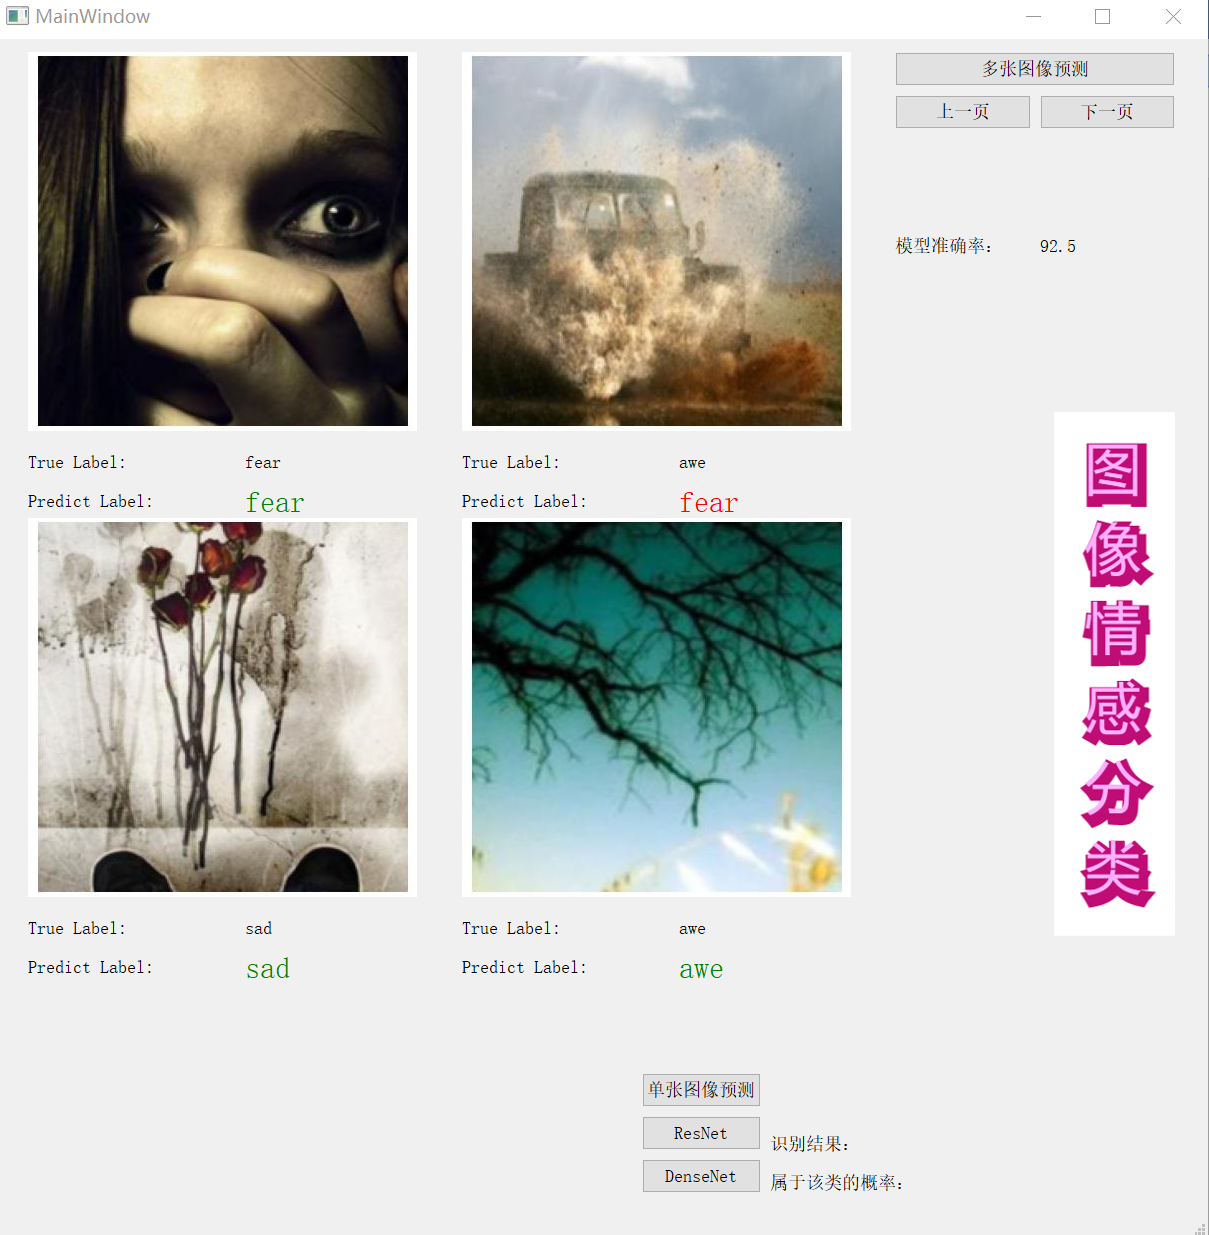 MainWindow
多张图像预测
上一页 下一页
模型准确率: 92.5
True Label: fear
Predict Label: fear
True Label: awe
Predict Label: fear
True Label: sad
Predict Label: sad
True Label: awe
Predict Label: awe
图
像
情
感
分
类
单张图像预测
ResNet
识别结果:
DenseNet
属于该类的概率: